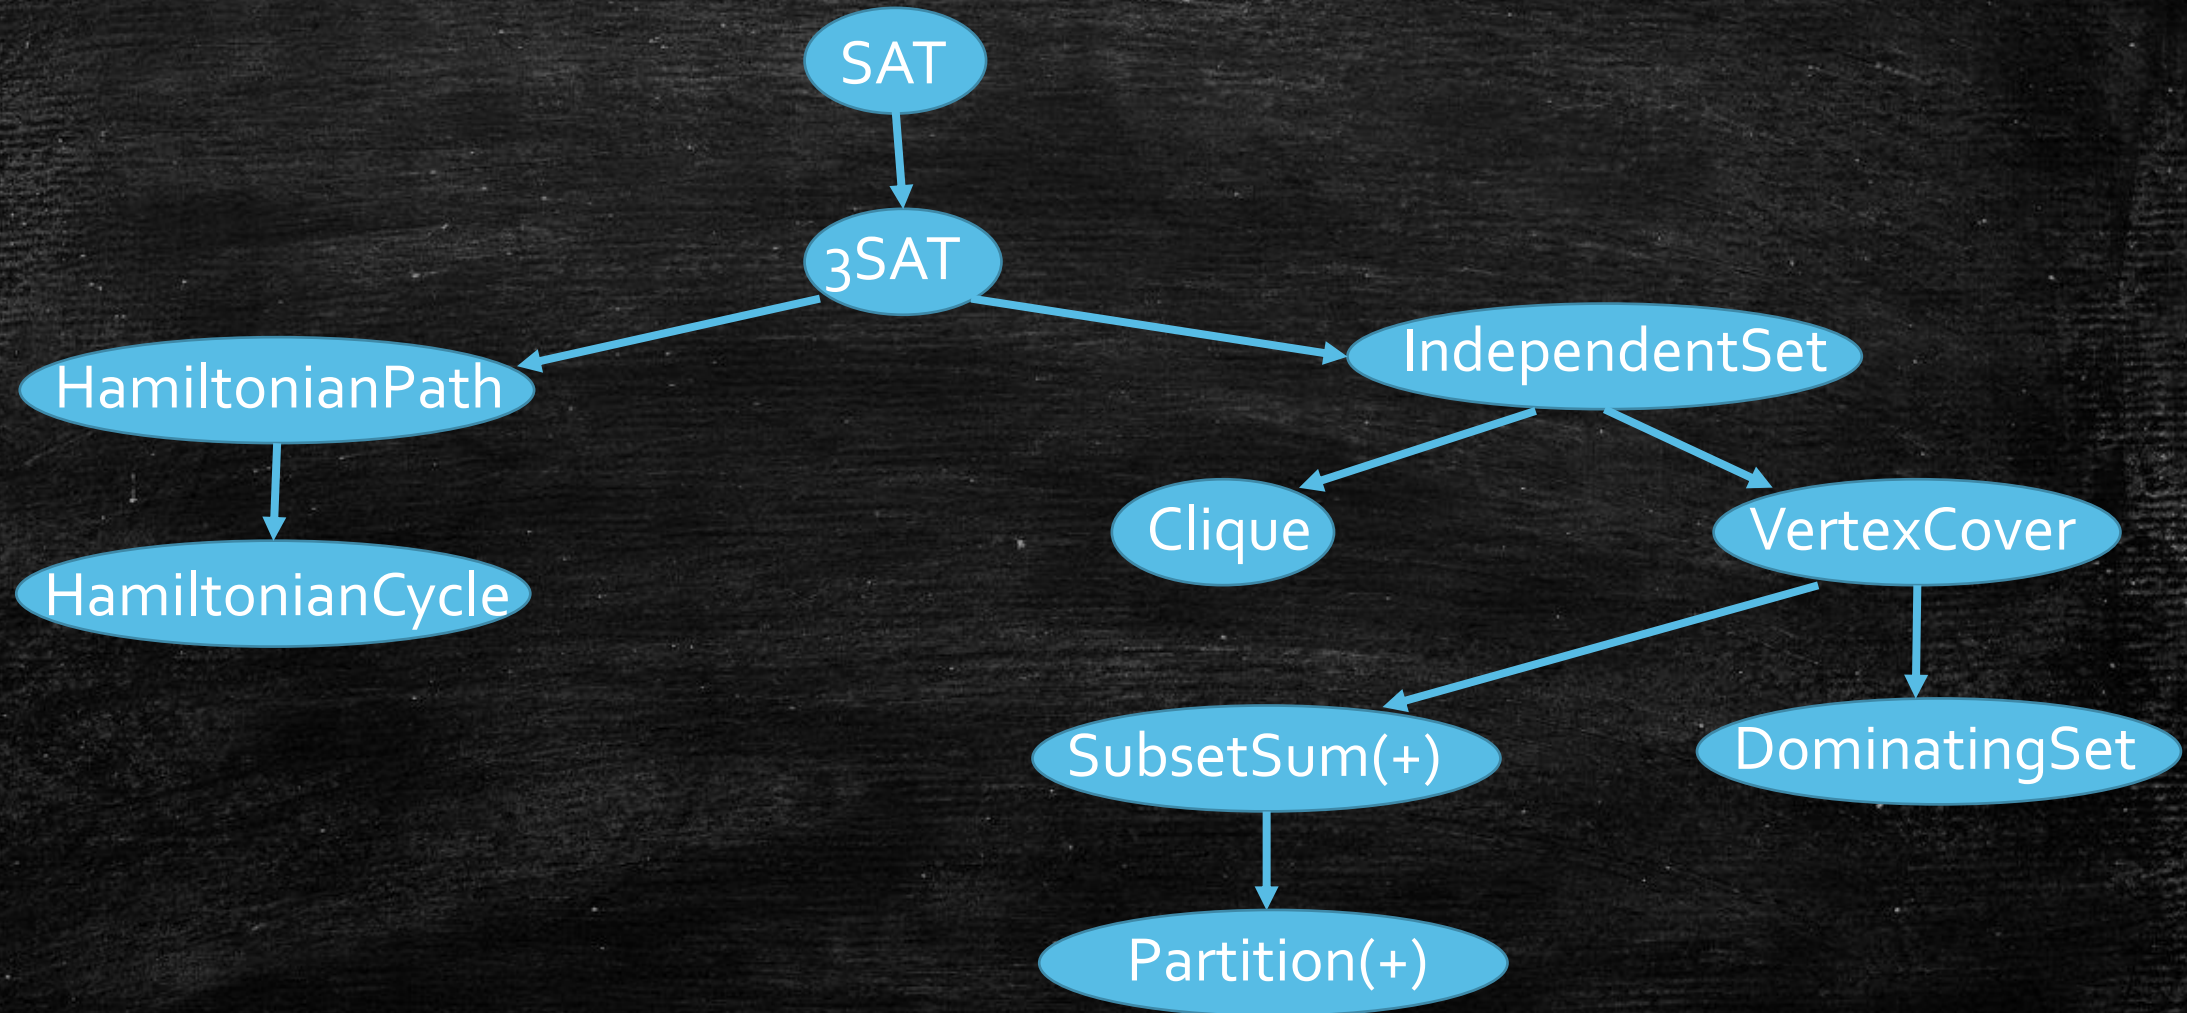 SAT
3SAT
IndependentSet
HamiltonianPath
Clique
VertexCover
HamiltonianCycle
SubsetSum(+)
DominatingSet
Partition(+)